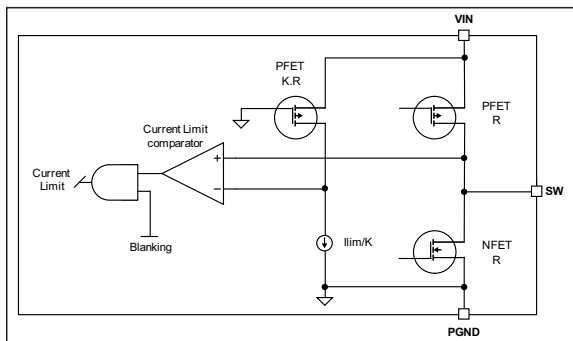 VIN
PFET
K.R
PFET
R
Current Limit
comparator
+
−
Current
Limit
SW
Blanking
Ilim/K
NFET
R
PGND